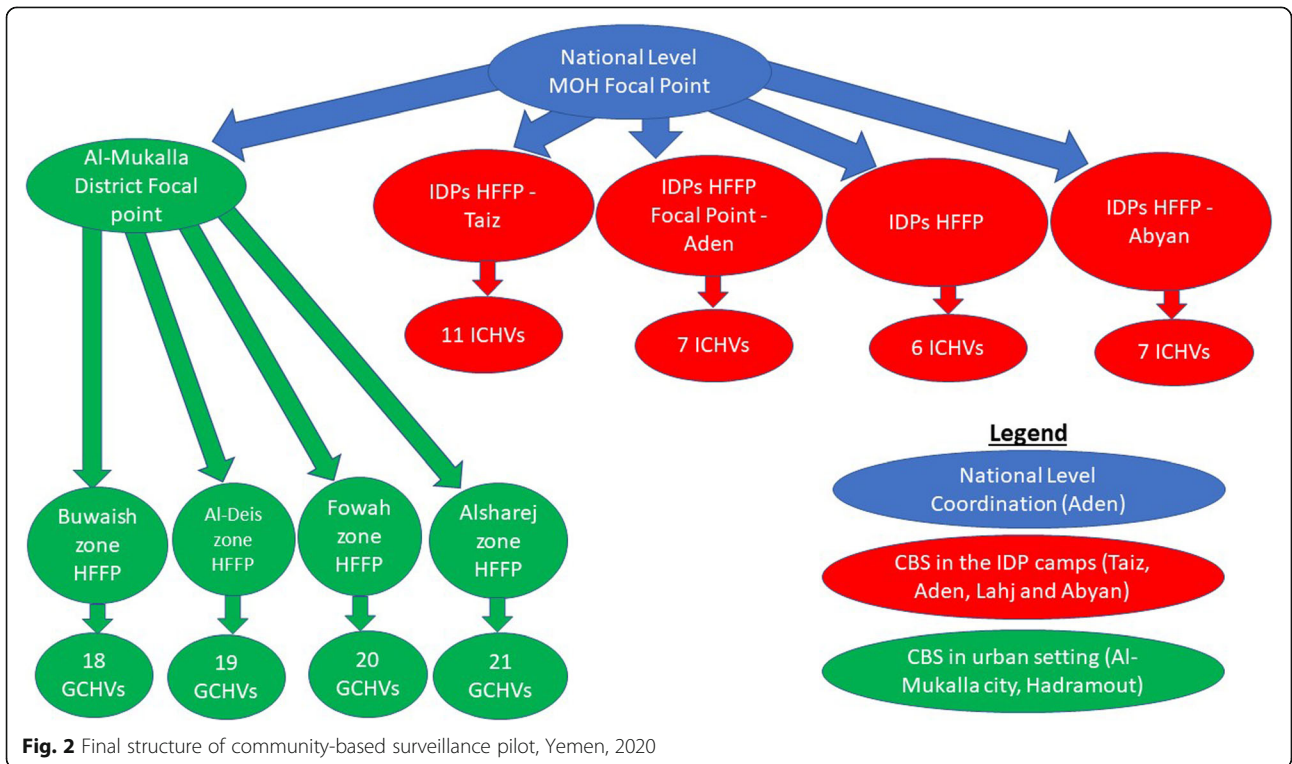 National Level
MOH Focal Point
Al-Mukalla
District Focal
point
IDPs HFFP -
Taiz
IDPs HFFP
Focal Point -
Aden
IDPs HFFP
IDPs HFFP -
Abyan
11 ICHVs
7 ICHVs
6 ICHVs
7 ICHVs
Buwaish
zone
HFFP
Al-Deis
zone
HFFP
Fowah
zone
HFFP
Alsharej
zone
HFFP
18
GCHVs
19
GCHVs
20
GCHVs
21
GCHVs
Legend
National Level
Coordination (Aden)
CBS in the IDP camps (Taiz,
Aden, Lahj and Abyan)
CBS in urban setting (Al-
Mukalla city, Hadramout)
Fig. 2 Final structure of community-based surveillance pilot, Yemen, 2020